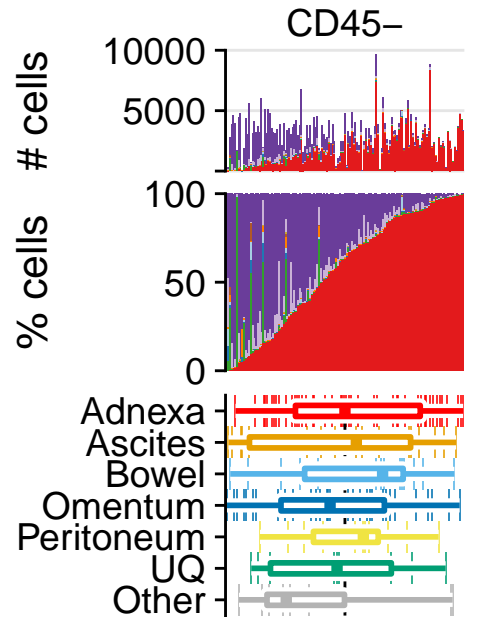 CD45–
# cells
10000
5000
% cells
100
50
0
Adnexa
Ascites
Bowel
Omentum
Peritoneum
UQ
Other